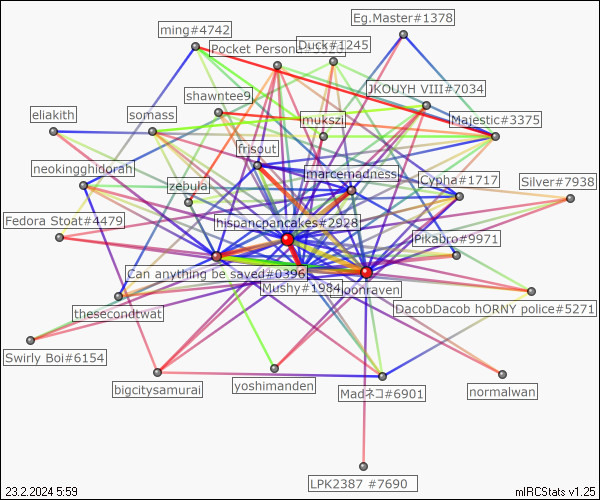 Eg.Master#1378
ming#4742
Duck#1245
Pocket Persona
JKOUYH VIII#7034
shawntee9
eliakith
somass
mukszi
Majestic#3375
frisout
neokingghidorah
marcemadness
zebula
Cypha#1717
Silver#7938
Fedora Stoat#4479
hispancpancakes#2928
Pikabro#9971
Can anything be saved#0396
Mushy#1984
moonraven
thesecondtwat
DacobDacob hORNY police#5271
Swirly Boi#6154
bigcitysamurai
yoshimanden
Madネコ#6901
normalwan
LPK2387 #7690
23.2.2024 5:59
mIRCStats v1.25